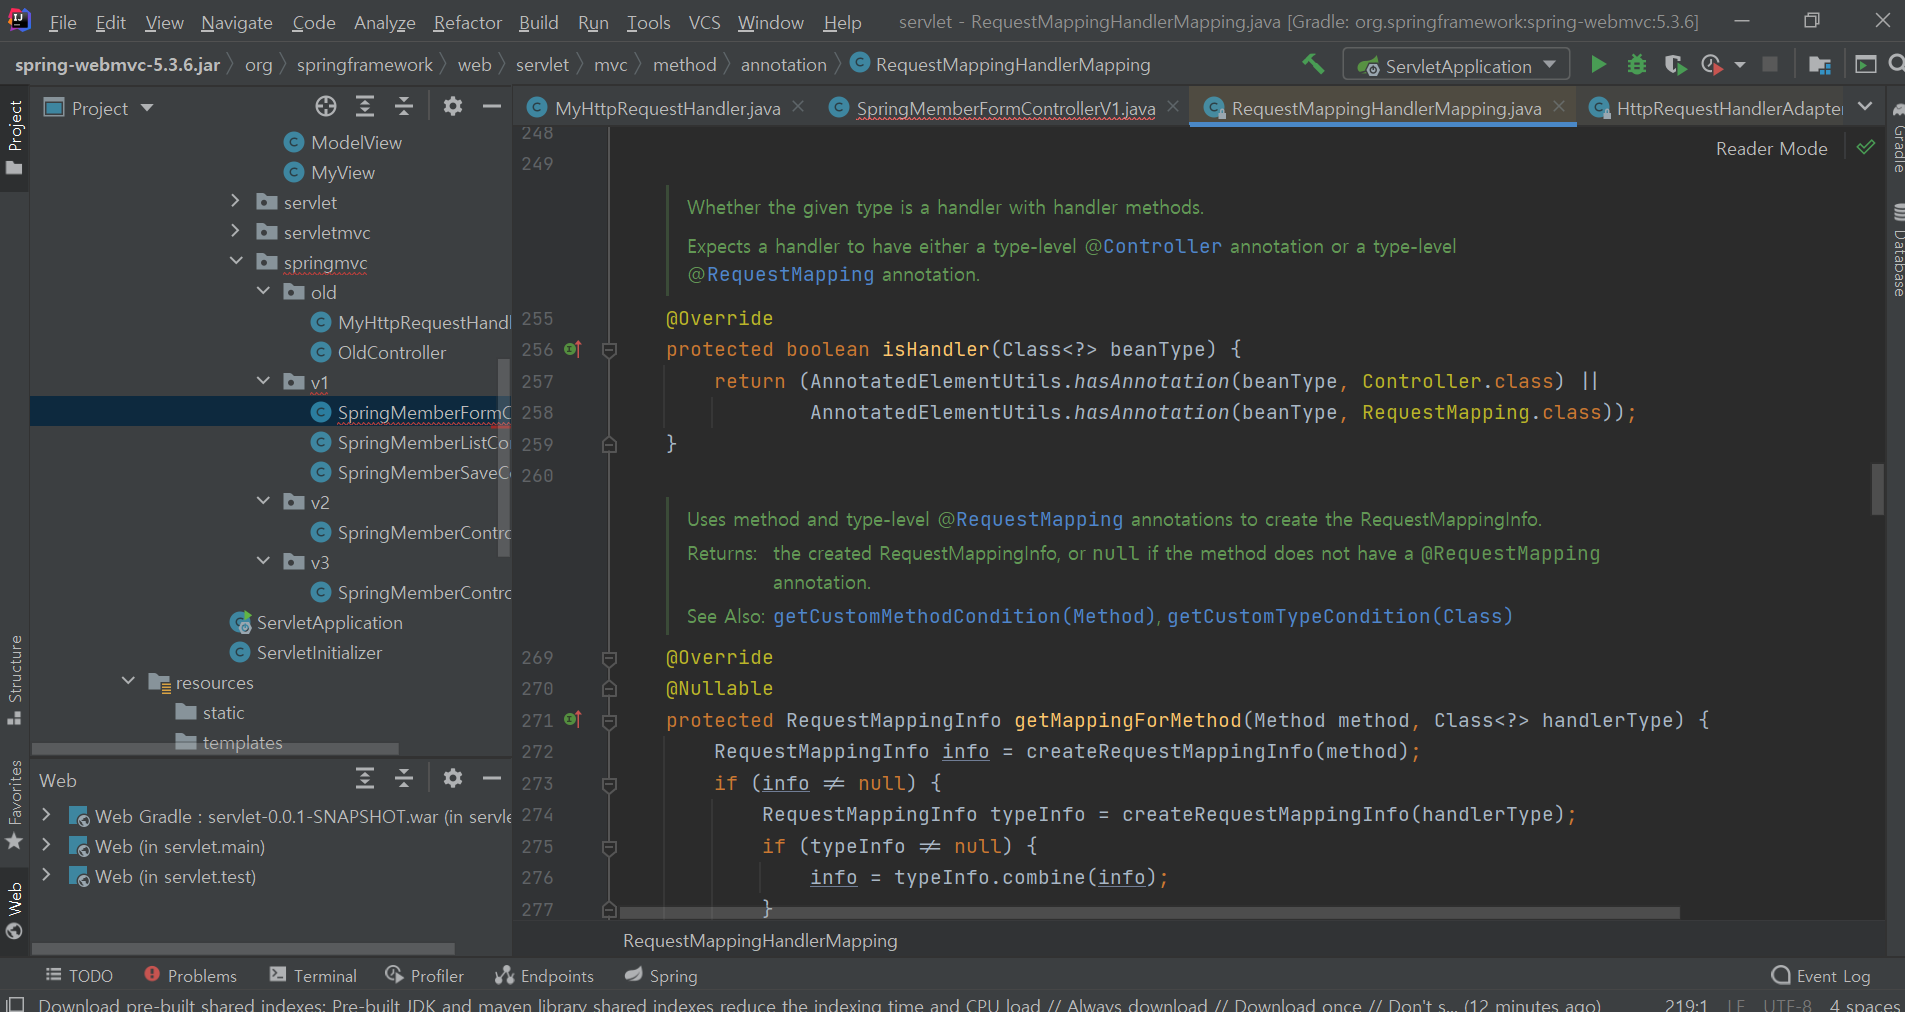 File Edit View Navigate Code Analyze Refactor Build Run Tools VCS Window Help servlet - RequestMappingHandlerMapping.java [Gradle: org.springframework:spring-webmvc:5.3.6]
spring-webmvc-5.3.6.jar org springframework web servlet mvc method annotation RequestMappingHandlerMapping ServletApplication
Project
MyHttpRequestHandler.java SpringMemberFormControllerV1.java RequestMappingHandlerMapping.java HttpRequestHandlerAdapte
Reader Mode
Project
Structure
Favorites
Web
Gradle
Database
ModelView
MyView
servlet
servletmvc
springmvc
old
MyHttpRequestHandl
OldController
v1
SpringMemberFormC
SpringMemberListCo
SpringMemberSaveC
v2
SpringMemberContro
v3
SpringMemberContro
ServletApplication
ServletInitializer
resources
static
templates
Web
Web Gradle : servlet-0.0.1-SNAPSHOT.war (in servle
Web (in servlet.main)
Web (in servlet.test)
248
249
Whether the given type is a handler with handler methods.
Expects a handler to have either a type-level @Controller annotation or a type-level
@RequestMapping annotation.
255 @Override
256 protected boolean isHandler(Class<?> beanType) {
257 return (AnnotatedElementUtils.hasAnnotation(beanType, Controller.class) ||
258 AnnotatedElementUtils.hasAnnotation(beanType, RequestMapping.class));
259 }
260
Uses method and type-level @RequestMapping annotations to create the RequestMappingInfo.
Returns: the created RequestMappingInfo, or null if the method does not have a @RequestMapping
annotation.
See Also: getCustomMethodCondition(Method), getCustomTypeCondition(Class)
269 @Override
270 @Nullable
271 protected RequestMappingInfo getMappingForMethod(Method method, Class<?> handlerType) {
272 RequestMappingInfo info = createRequestMappingInfo(method);
273 if (info != null) {
274 RequestMappingInfo typeInfo = createRequestMappingInfo(handlerType);
275 if (typeInfo != null) {
276 info = typeInfo.combine(info);
277 }
RequestMappingHandlerMapping
TODO Problems Terminal Profiler Endpoints Spring Event Log
Download pre-built shared indexes: Pre-built JDK and maven library shared indexes reduce the indexing time and CPU load // Always download // Download once // Don't s... (12 minutes ago) 219:1 LF UTF-8 4 spaces